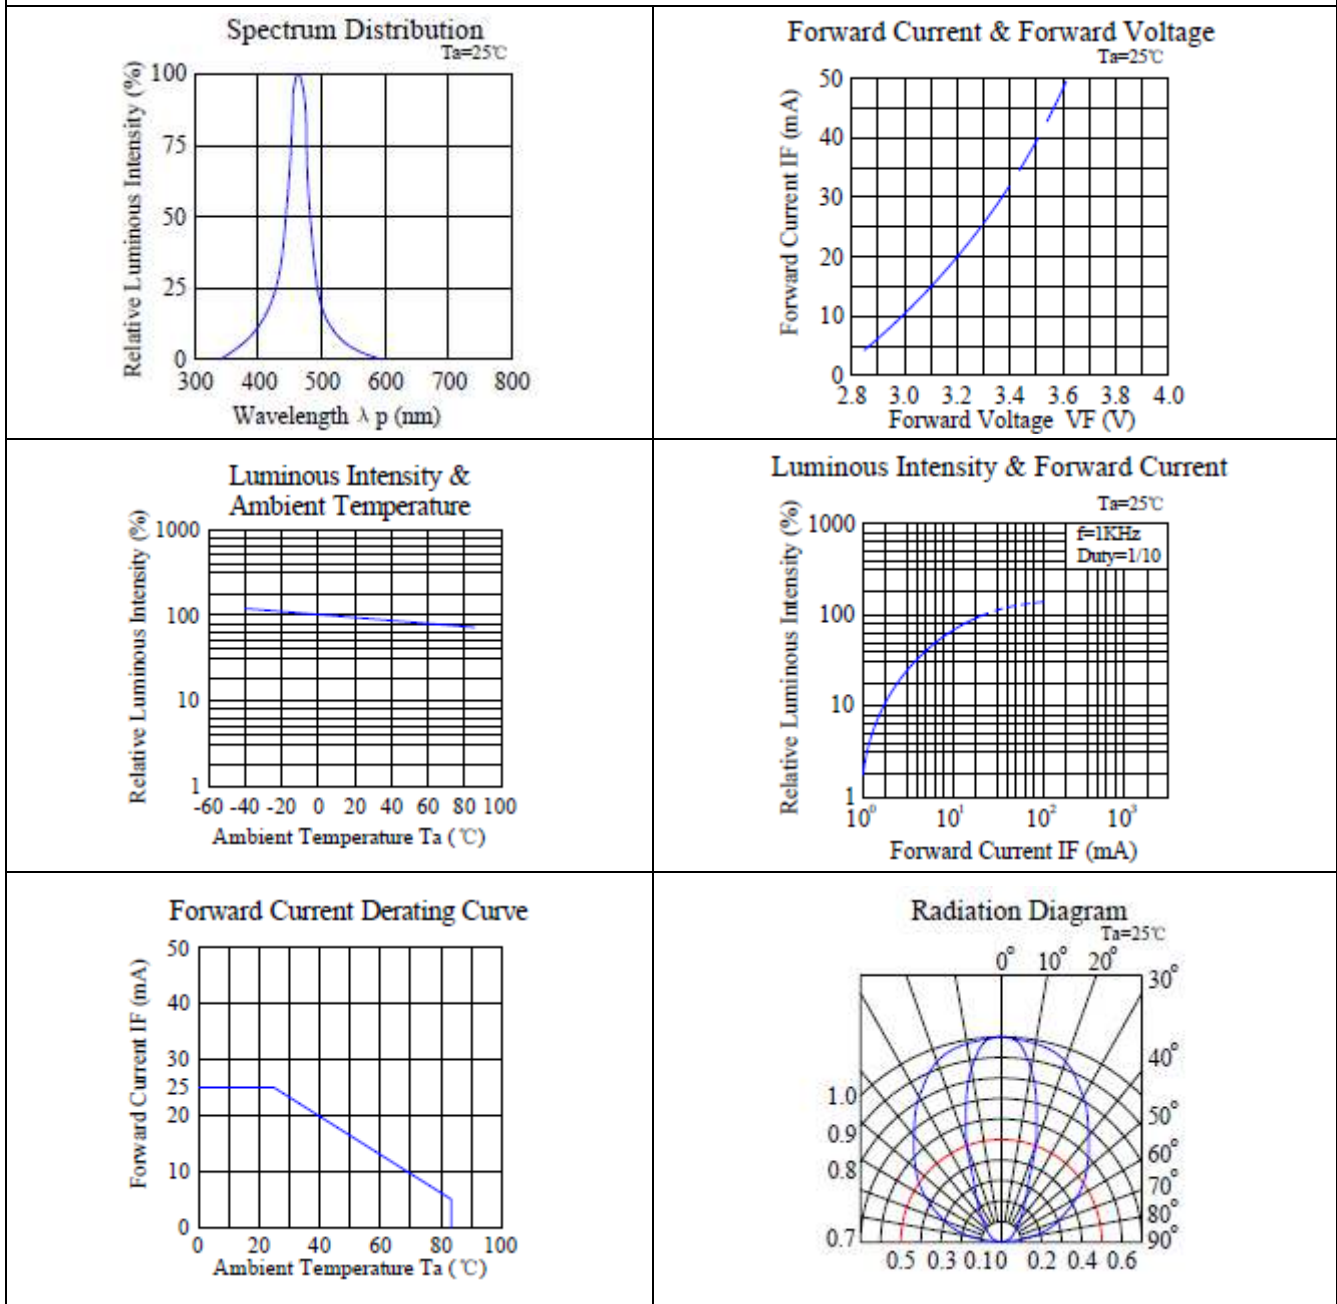 Spectrum Distribution
Ta=25℃
Relative Luminous Intensity (%)
100
75
50
25
0
300 400 500 600 700 800
Wavelength λ p (nm)
Forward Current & Forward Voltage
Ta=25℃
Forward Current IF (mA)
50
40
30
20
10
0
2.8 3.0 3.2 3.4 3.6 3.8 4.0
Forward Voltage VF (V)
Luminous Intensity &
Ambient Temperature
Relative Luminous Intensity (%)
1000
100
10
1
-60 -40 -20 0 20 40 60 80 100
Ambient Temperature Ta ( ℃)
Luminous Intensity & Forward Current
Ta=25℃
f=1KHz
Duty=1/10
Relative Luminous Intensity (%)
1000
100
10
1
10⁰ 10¹ 10² 10³
Forward Current IF (mA)
Forward Current Derating Curve
Forward Current IF (mA)
50
40
30
25
20
10
0
0 20 40 60 80 100
Ambient Temperature Ta ( ℃)
Radiation Diagram
Ta=25℃
0° 10° 20°
30°
40°
50°
60°
70°
80°
90°
1.0
0.9
0.8
0.7
0.5 0.3 0.10 0.2 0.4 0.6